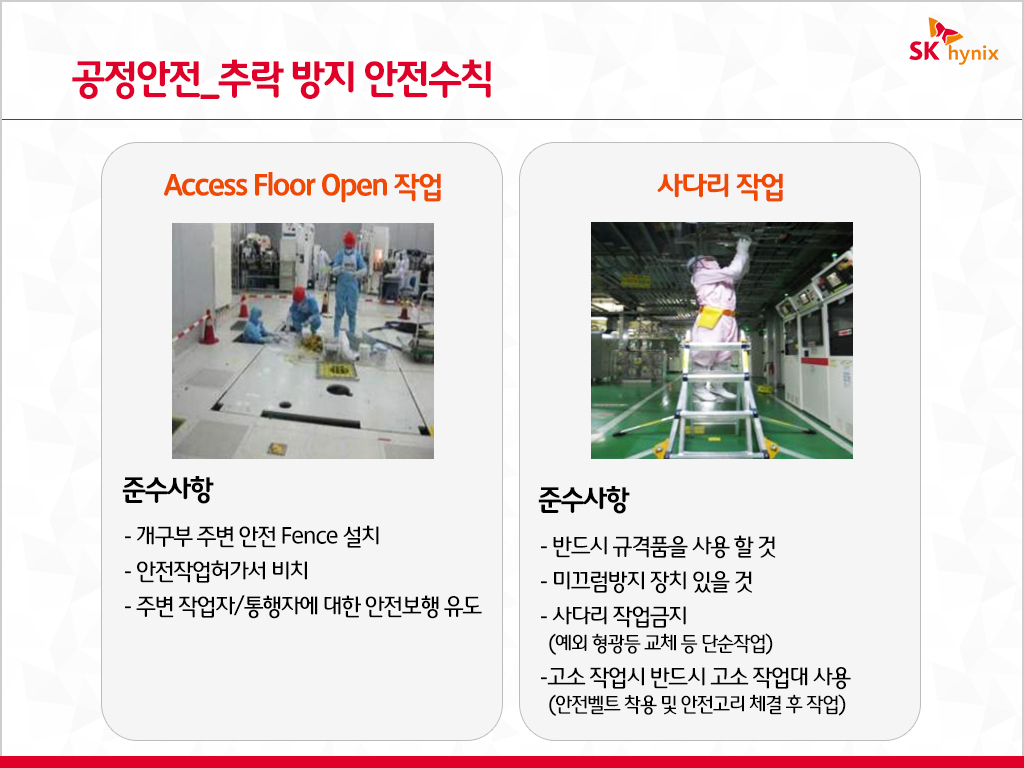 공정안전_추락 방지 안전수칙
SK hynix
Access Floor Open 작업
준수사항
- 개구부 주변 안전 Fence 설치
- 안전작업허가서 비치
- 주변 작업자/통행자에 대한 안전보행 유도
사다리 작업
준수사항
- 반드시 규격품을 사용 할 것
- 미끄럼방지 장치 있을 것
- 사다리 작업금지
(예외 형광등 교체 등 단순작업)
-고소 작업시 반드시 고소 작업대 사용
(안전벨트 착용 및 안전고리 체결 후 작업)